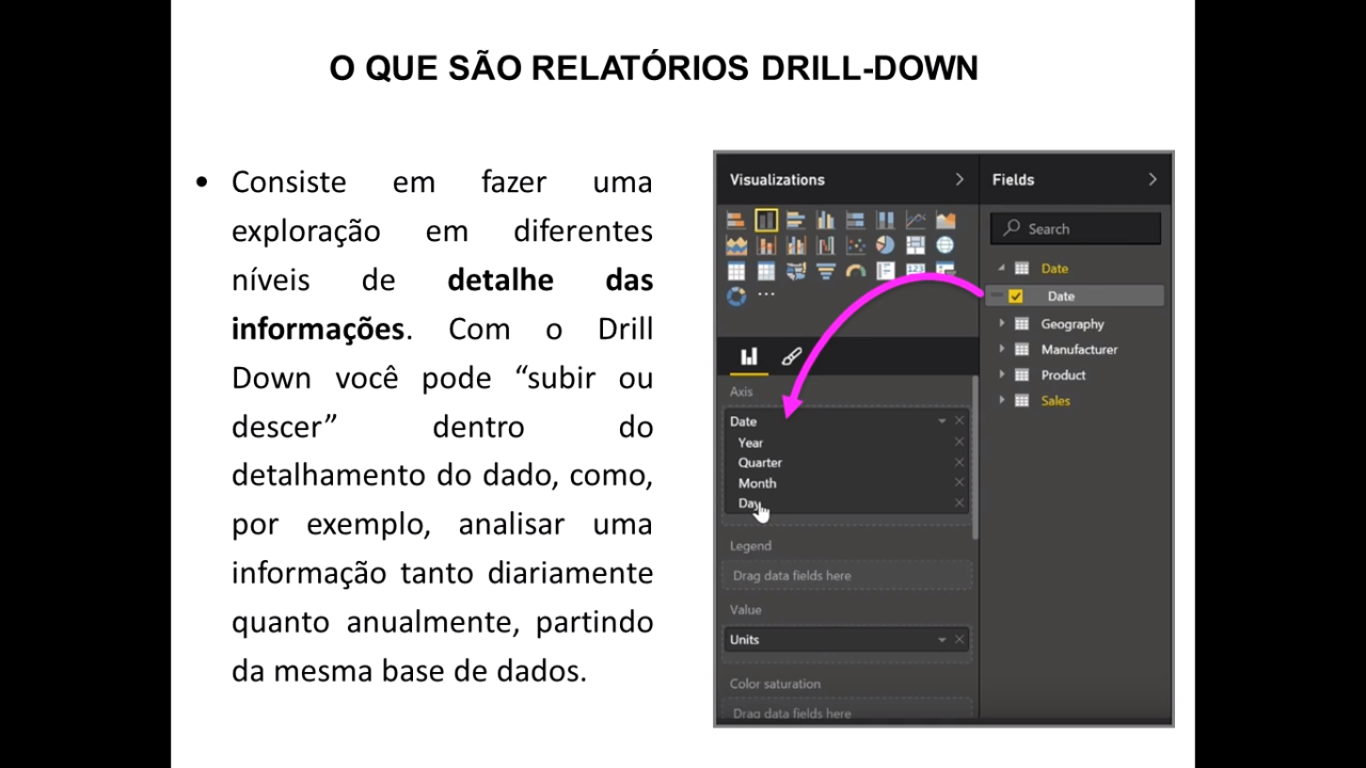 O QUE SÃO RELATÓRIOS DRILL-DOWN
• Consiste em fazer uma
exploração em diferentes
níveis de detalhe das
informações. Com o Drill
Down você pode “subir ou
descer” dentro do
detalhamento do dado, como,
por exemplo, analisar uma
informação tanto diariamente
quanto anualmente, partindo
da mesma base de dados.
Visualizations
Axis
Date
Year
Quarter
Month
Day
Legend
Drag data fields here
Value
Units
Color saturation
Drag data fields here
Fields
Search
Date
Date
Geography
Manufacturer
Product
Sales